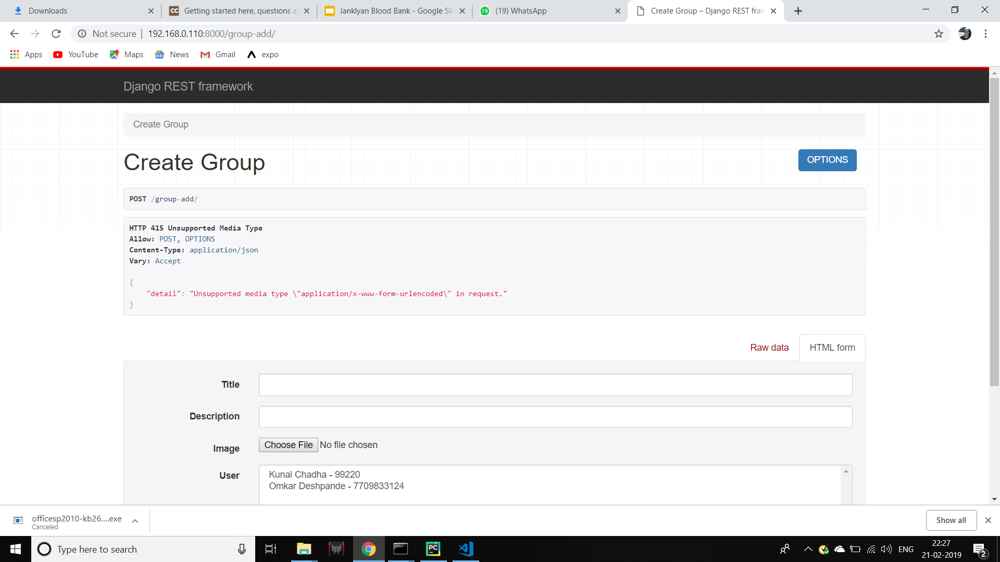 Downloads
CC Getting started here, questions a
Janklyan Blood Bank - Google Sli
19 (19) WhatsApp
Create Group – Django REST fram
Not secure | 192.168.0.110:8000/group-add/
Apps YouTube Maps News Gmail expo
Django REST framework
Create Group
Create Group
OPTIONS
POST /group-add/
HTTP 415 Unsupported Media Type
Allow: POST, OPTIONS
Content-Type: application/json
Vary: Accept
{
"detail": "Unsupported media type \"application/x-www-form-urlencoded\" in request."
}
Raw data HTML form
Title
Description
Image Choose File No file chosen
User Kunal Chadha - 99220
Omkar Deshpande - 7709833124
officesp2010-kb26....exe
Canceled
Show all
Type here to search
PC
ENG
22:27
21-02-2019
2